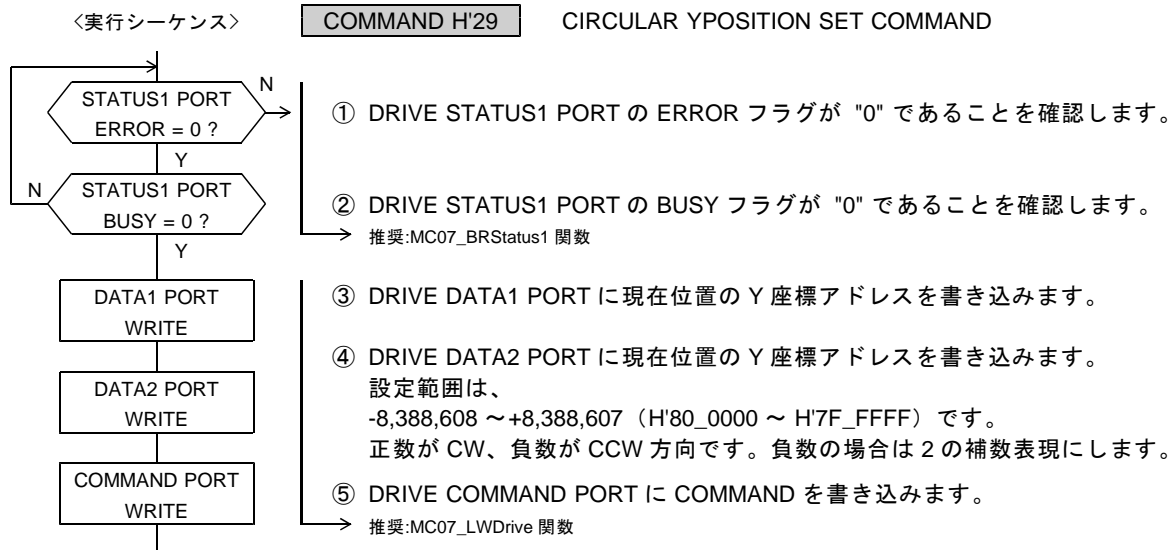 〈実行シーケンス〉
COMMAND H'29
CIRCULAR YPOSITION SET COMMAND
STATUS1 PORT
ERROR = 0 ?
N
Y
① DRIVE STATUS1 PORT の ERROR フラグが "0" であることを確認します。
STATUS1 PORT
BUSY = 0 ?
N
Y
② DRIVE STATUS1 PORT の BUSY フラグが "0" であることを確認します。
推奨:MC07_BRStatus1 関数
DATA1 PORT
WRITE
③ DRIVE DATA1 PORT に現在位置の Y 座標アドレスを書き込みます。
DATA2 PORT
WRITE
④ DRIVE DATA2 PORT に現在位置の Y 座標アドレスを書き込みます。
設定範囲は、
-8,388,608 ～+8,388,607（H'80_0000 ～ H'7F_FFFF）です。
正数が CW、負数が CCW 方向です。負数の場合は 2 の補数表現にします。
COMMAND PORT
WRITE
⑤ DRIVE COMMAND PORT に COMMAND を書き込みます。
推奨:MC07_LWDrive 関数